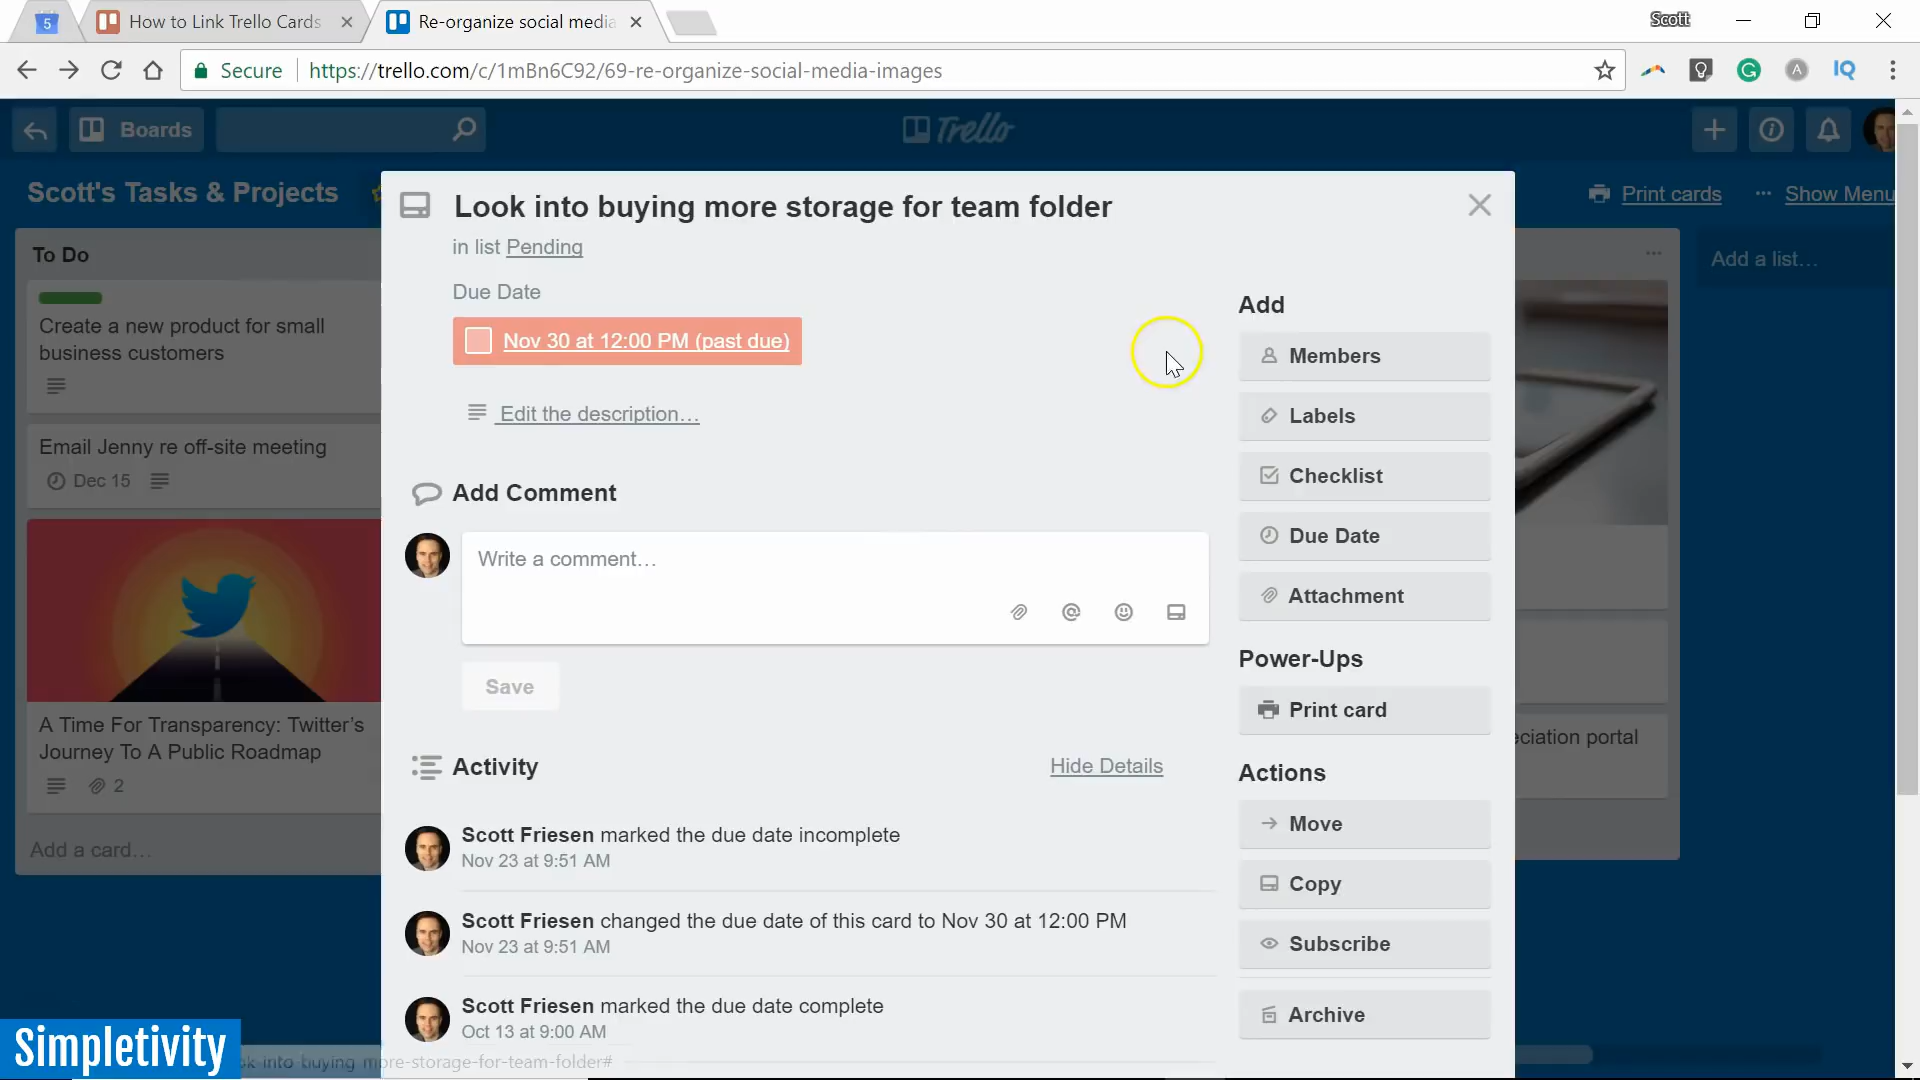 5
How to Link Trello Cards
Re-organize social media
Scott
Secure
https://trello.com/c/1mBn6C92/69-re-organize-social-media-images
G
A
IQ
Boards
Trello
Scott's Tasks & Projects
Print cards
Show Menu
To Do
Create a new product for small
business customers
Email Jenny re off-site meeting
Dec 15
A Time For Transparency: Twitter's
Journey To A Public Roadmap
2
Add a card...
Look into buying more storage for team folder
in list Pending
Due Date
Nov 30 at 12:00 PM (past due)
Edit the description...
Add Comment
Write a comment...
Save
Activity
Hide Details
Scott Friesen marked the due date incomplete
Nov 23 at 9:51 AM
Scott Friesen changed the due date of this card to Nov 30 at 12:00 PM
Nov 23 at 9:51 AM
Scott Friesen marked the due date complete
Oct 13 at 9:00 AM
Add
Members
Labels
Checklist
Due Date
Attachment
Power-Ups
Print card
Actions
Move
Copy
Subscribe
Archive
Add a list...
eciation portal
Simpletivity
ok-into-buying-more-storage-for-team-folder#